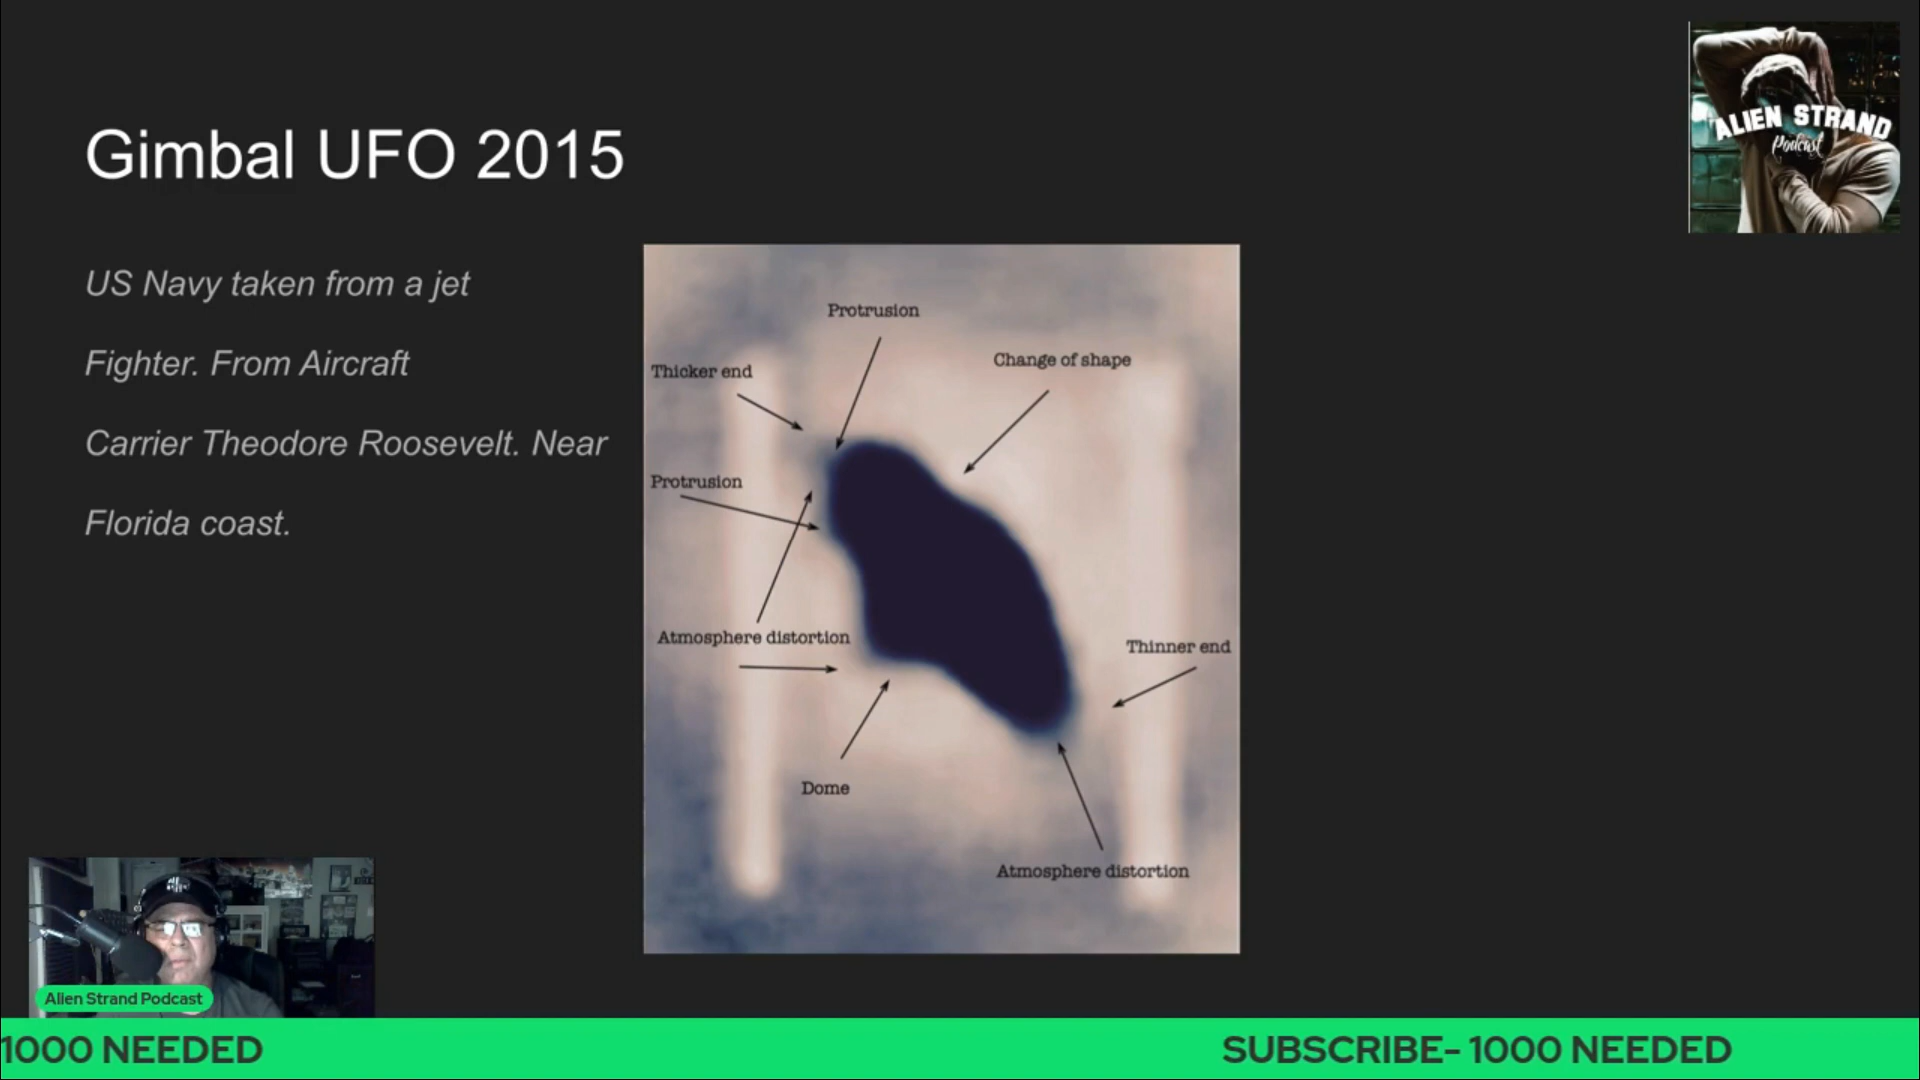 ALIEN STRAND
Podcast
Gimbal UFO 2015
US Navy taken from a jet
Fighter. From Aircraft
Carrier Theodore Roosevelt. Near
Florida coast.
Protrusion
Change of shape
Thicker end
Protrusion
Atmosphere distortion
Thinner end
Dome
Atmosphere distortion
Alien Strand Podcast
1000 NEEDED
SUBSCRIBE- 1000 NEEDED